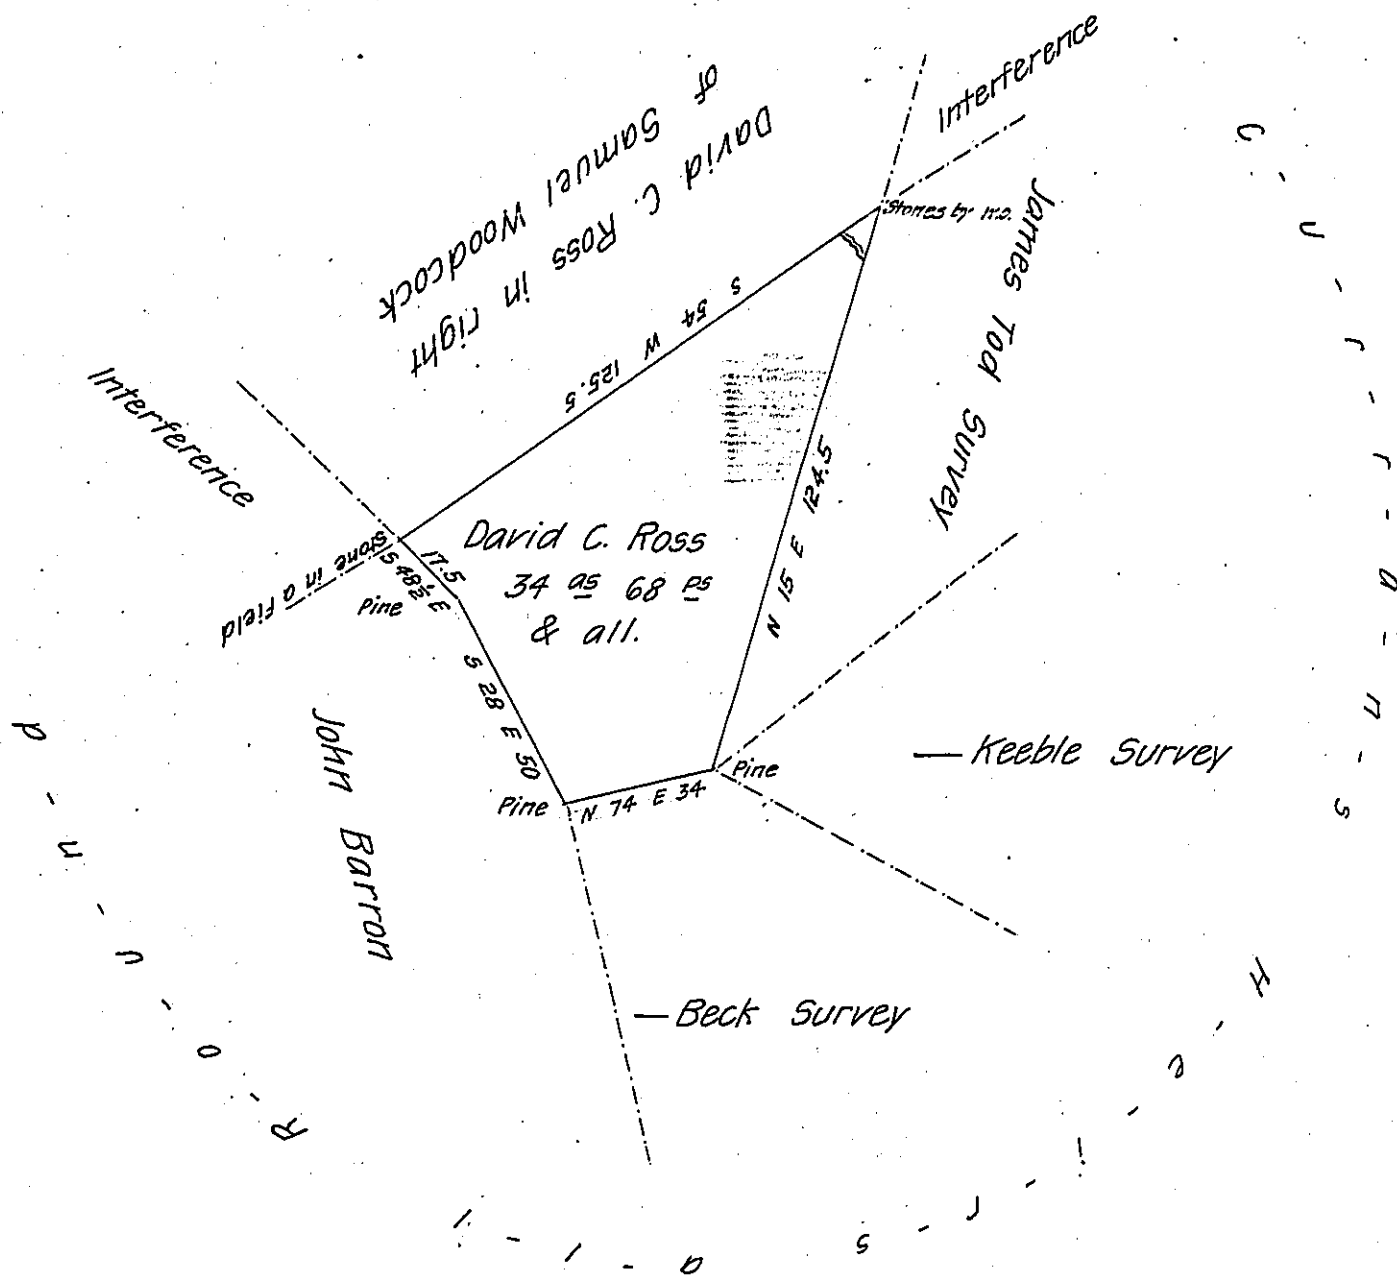 Interference
David C. Ross in right
of Samuel Woodcock
Stones by
S 54 W 125.5
James Tod Survey
Interference
Stone in a Field
17.5
S 48½ E
Pine
David C. Ross
34 as 68 ps
& all.
N 15 E 124.5
S 28 E 50
Pine
N 74 E 34
Pine
Keeble Survey
John Barron
Beck Survey
C-u-r-r-a-n-s
H-e-i-r-s
a-l-l
R-o-u-n-d